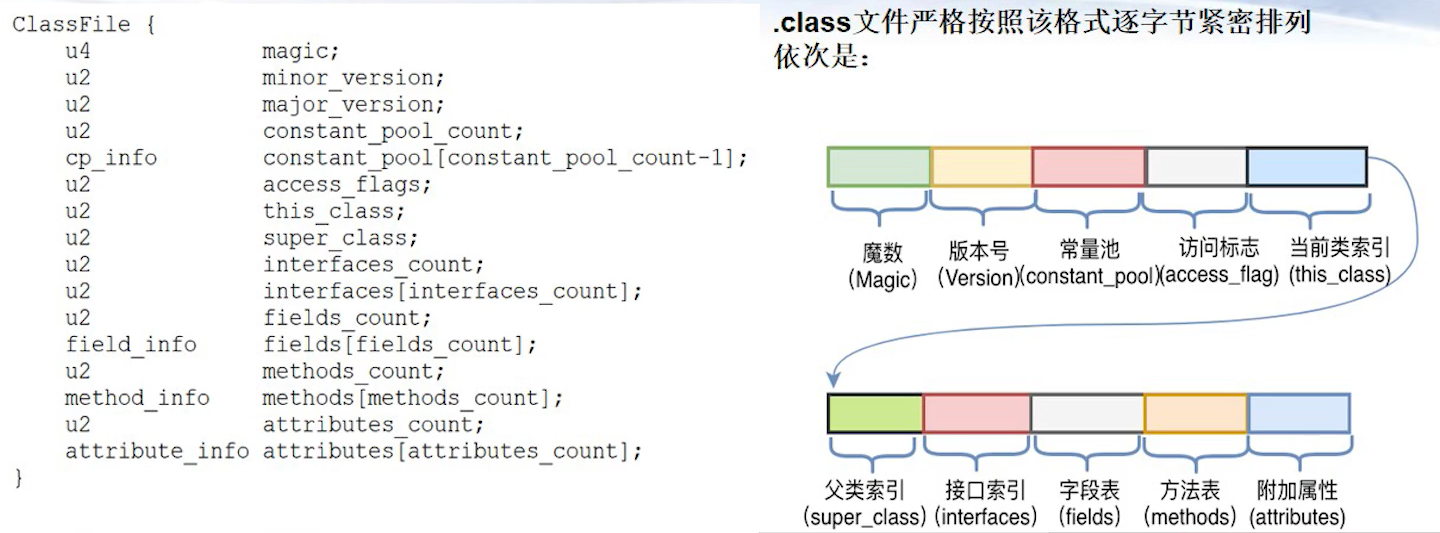 ClassFile {
u4 magic;
u2 minor_version;
u2 major_version;
u2 constant_pool_count;
cp_info constant_pool[constant_pool_count-1];
u2 access_flags;
u2 this_class;
u2 super_class;
u2 interfaces_count;
u2 interfaces[interfaces_count];
u2 fields_count;
field_info fields[fields_count];
u2 methods_count;
method_info methods[methods_count];
u2 attributes_count;
attribute_info attributes[attributes_count];
}
.class文件严格按照该格式逐字节紧密排列
依次是：
魔数 版本号 常量池 访问标志 当前类索引
(Magic) (Version) (constant_pool) (access_flag) (this_class)
父类索引 接口索引 字段表 方法表 附加属性
(super_class) (interfaces) (fields) (methods) (attributes)